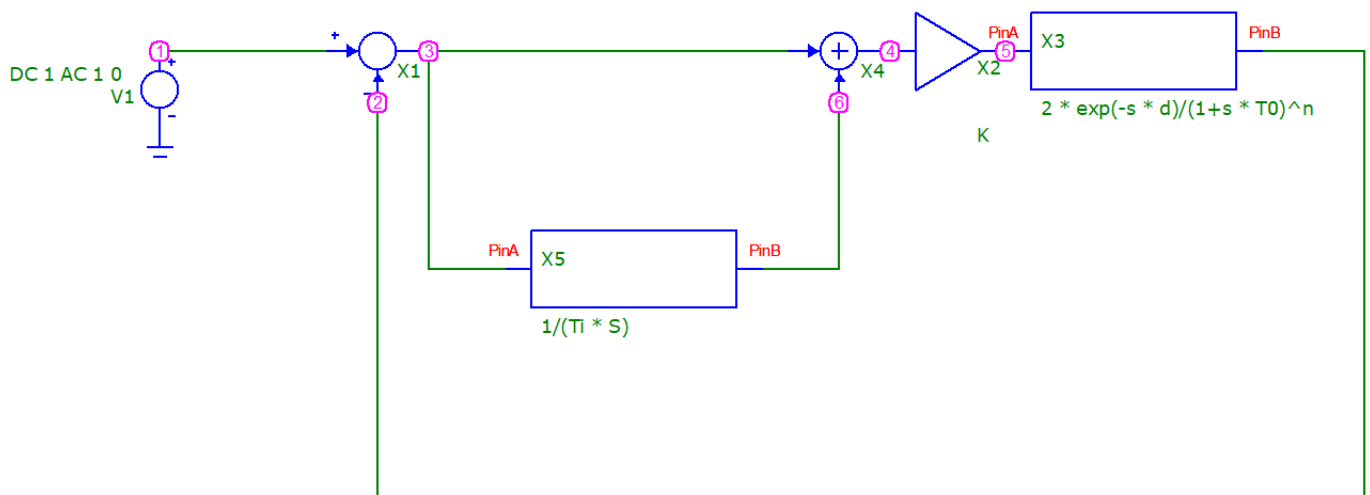 DC 1 AC 1 0
V1
1
+
-
+
-
2
X1
3
+
X4
4
6
X2
K
5
PinA
X3
PinB
2 * exp(-s * d)/(1+s * T0)^n
PinA
X5
PinB
1/(Ti * S)